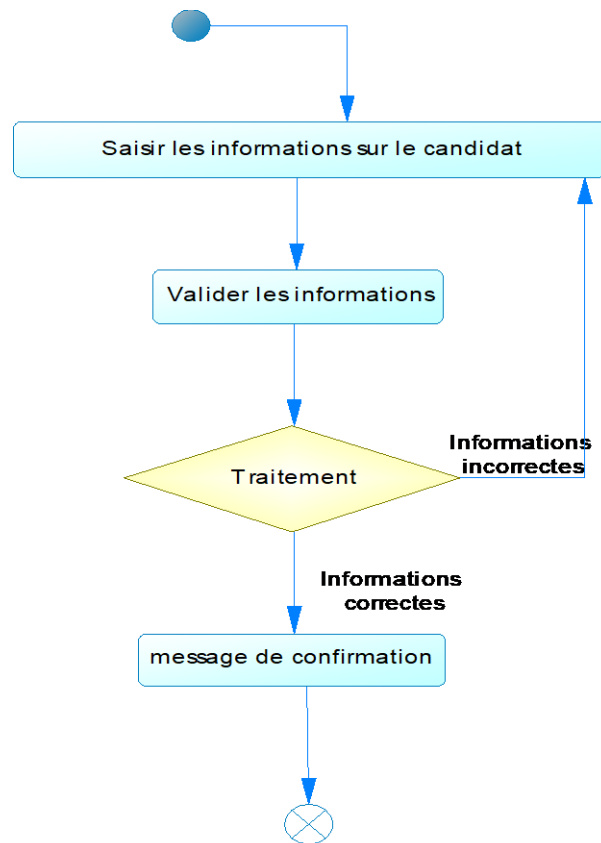 Saisir les informations sur le candidat
Valider les informations
Informations
incorrectes
Traitement
Informations
correctes
message de confirmation